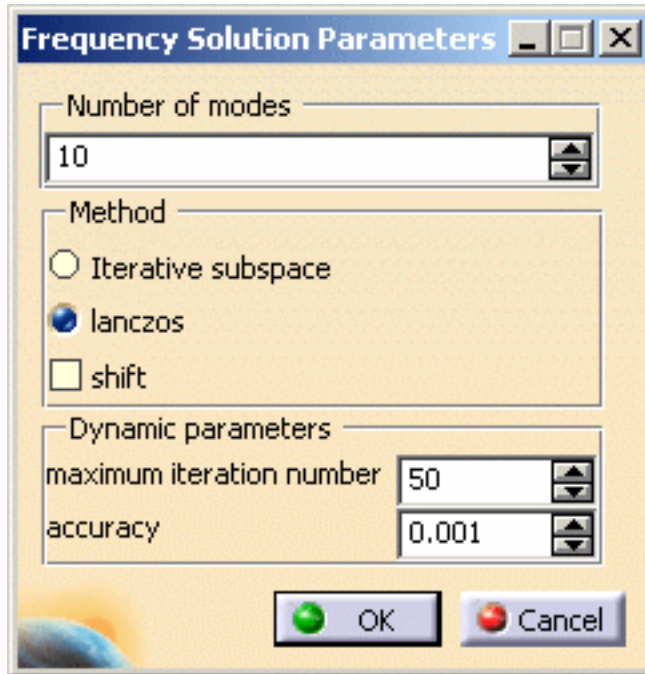 Frequency Solution Parameters
Number of modes
10
Method
Iterative subspace
lanczos
shift
Dynamic parameters
maximum iteration number 50
accuracy 0.001
OK Cancel